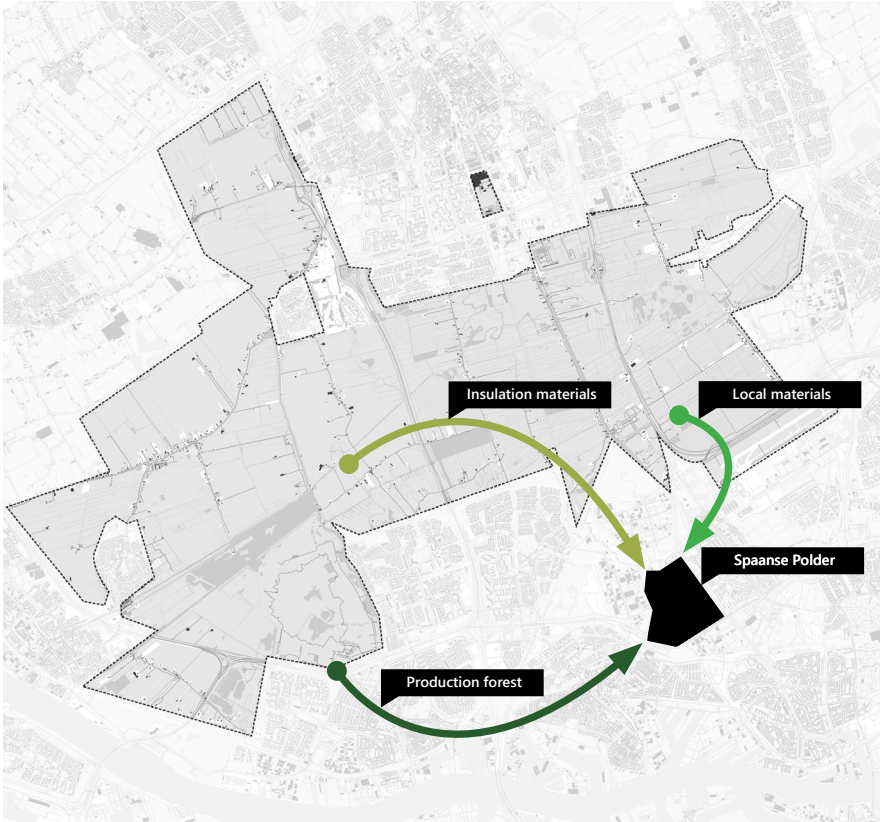 Insulation materials
Local materials
Spaanse Polder
Production forest